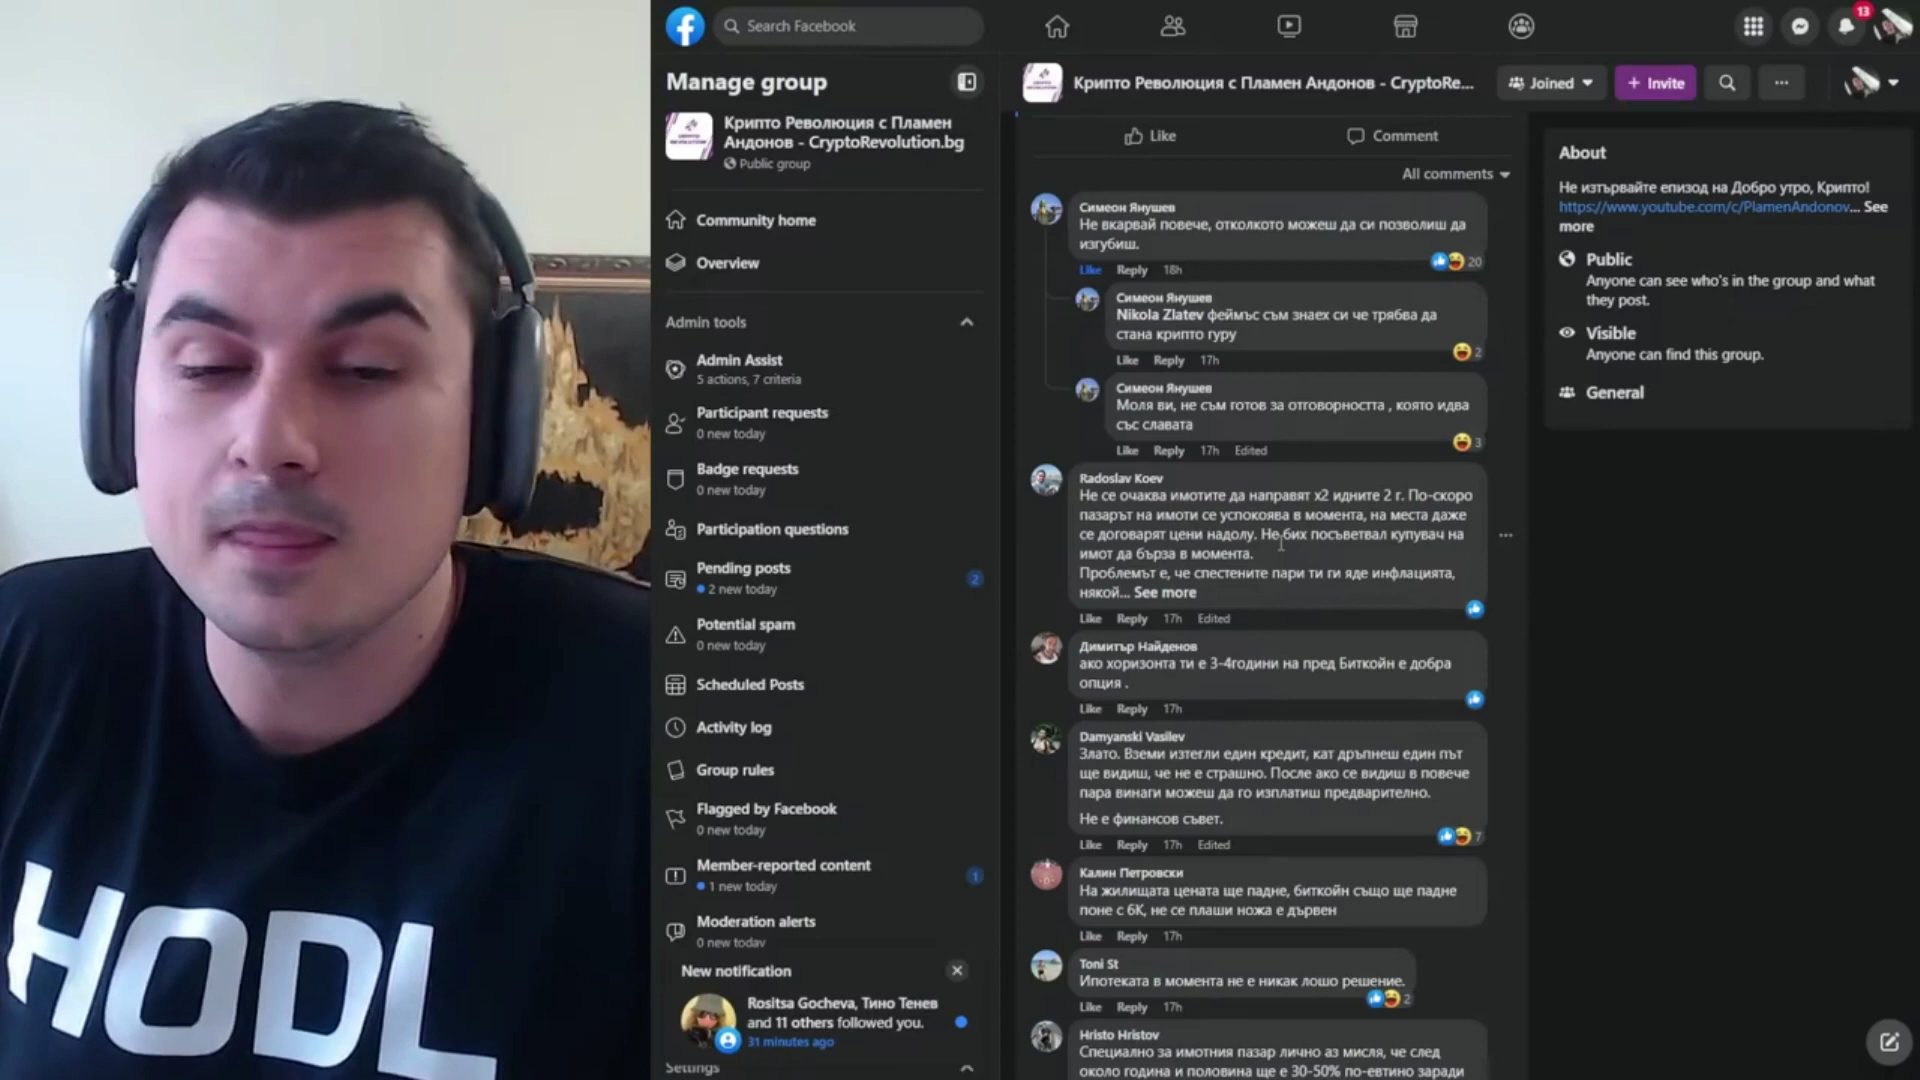 HODL
Search Facebook
13
Manage group
Крипто Революция с Пламен
Андонов - CryptoRevolution.bg
Public group
Community home
Overview
Admin tools
Admin Assist
5 actions, 7 criteria
Participant requests
0 new today
Badge requests
0 new today
Participation questions
Pending posts
2 new today
2
Potential spam
0 new today
Scheduled Posts
Activity log
Group rules
Flagged by Facebook
0 new today
Member-reported content
1 new today
1
Moderation alerts
0 new today
New notification
Rositsa Gocheva, Тино Тенев
and 11 others followed you.
31 minutes ago
Settings
Крипто Революция с Пламен Андонов - CryptoRe...
Joined
+ Invite
Like
Comment
All comments
Симеон Янушев
Не вкарвай повече, отколкото можеш да си позволиш да
изгубиш.
20
Like Reply 18h
Симеон Янушев
Nikola Zlatev феймъс съм знаех си че трябва да
стана крипто гуру
2
Like Reply 17h
Симеон Янушев
Моля ви, не съм готов за отговорността , която идва
със славата
3
Like Reply 17h Edited
Radoslav Koev
Не се очаква имотите да направят x2 идните 2 г. По-скоро
пазарът на имоти се успокоява в момента, на места даже
се договарят цени надолу. Не бих посъветвал купувач на
имот да бърза в момента.
Проблемът е, че спестените пари ти ги яде инфлацията,
някой... See more
Like Reply 17h Edited
Димитър Найденов
ако хоризонта ти е 3-4години на пред Биткойн е добра
опция .
Like Reply 17h
Damyanski Vasilev
Злато. Вземи изтегли един кредит, кат дръпнеш един път
ще видиш, че не е страшно. После ако се видиш в повече
пара винаги можеш да го изплатиш предварително.
Не е финансов съвет.
7
Like Reply 17h Edited
Калин Петровски
На жилищата цената ще падне, биткойн също ще падне
поне с 6К, не се плаши ножа е дървен
Like Reply 17h
Toni St
Ипотеката в момента не е никак лошо решение.
2
Like Reply 17h
Hristo Hristov
Специално за имотния пазар лично аз мисля, че след
около година и половина ще е 30-50% по-евтино заради
About
Не изтървайте епизод на Добро утро, Крипто!
https://www.youtube.com/c/PlamenAndonov... See
more
Public
Anyone can see who's in the group and what
they post.
Visible
Anyone can find this group.
General